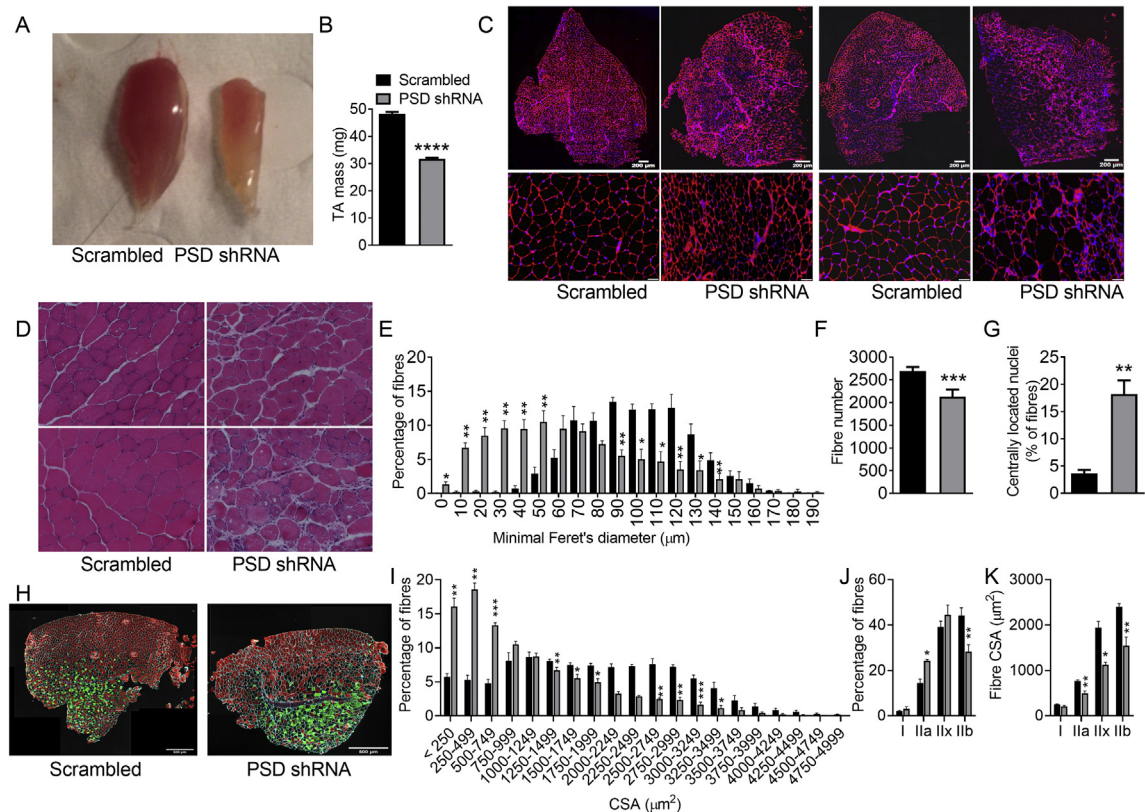 A
Scrambled PSD shRNA
B
Scrambled
PSD shRNA
TA mass (mg)
50
40
30
20
10
0
****
C
200 µm
200 µm
200 µm
200 µm
Scrambled PSD shRNA Scrambled PSD shRNA
D
Scrambled PSD shRNA
E
Percentage of fibres
20
15
10
5
0
* ** ** ** ** ** ** * * ** * **
0 10 20 30 40 50 60 70 80 90 100 110 120 130 140 150 160 170 180 190
Minimal Feret's diameter (µm)
F
Fibre number
3000
2500
2000
1500
1000
500
0
***
G
Centrally located nuclei
(% of fibres)
25
20
15
10
5
0
**
H
Scrambled PSD shRNA
I
Percentage of fibres
20
15
10
5
0
** ** *** ** * * ** ** *** *
< 250
250-499
500-749
750-999
1000-1249
1250-1499
1500-1749
1750-1999
2000-2249
2250-2499
2500-2749
2750-2999
3000-3249
3250-3499
3500-3749
3750-3999
4000-4249
4250-4499
4500-4749
4750-4999
CSA (µm²)
J
Percentage of fibres
60
40
20
0
* **
I IIa IIx IIb
K
Fibre CSA (µm²)
3000
2000
1000
0
** * **
I IIa IIx IIb